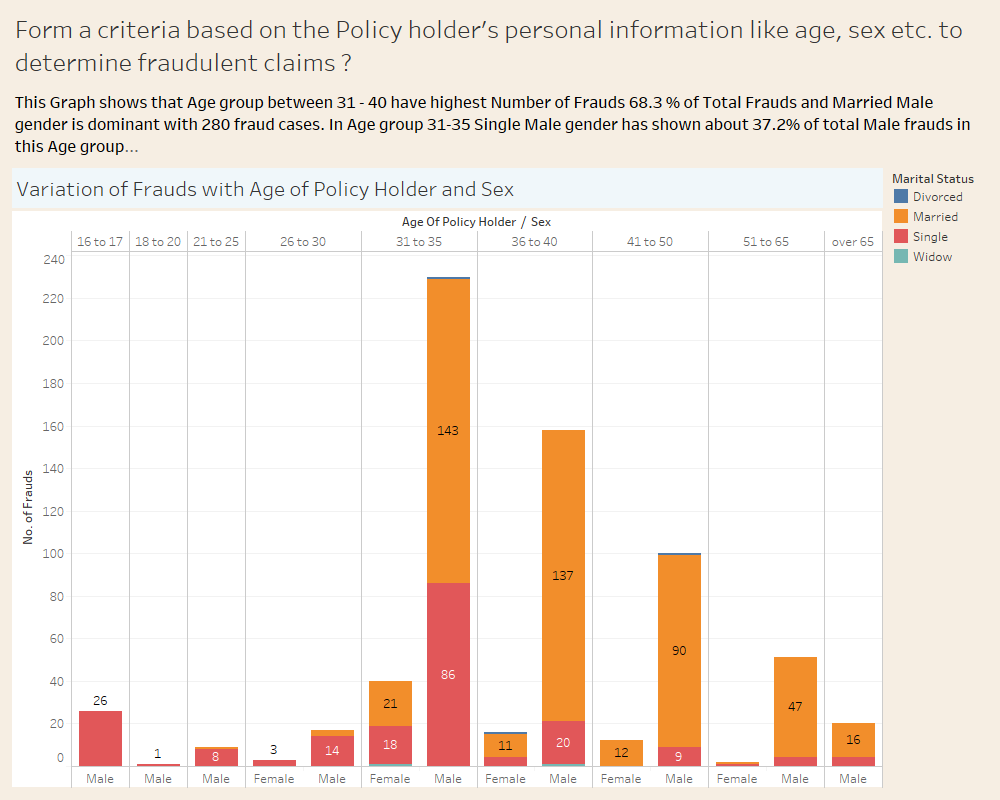 Form a criteria based on the Policy holder's personal information like age, sex etc. to
determine fraudulent claims ?
This Graph shows that Age group between 31 - 40 have highest Number of Frauds 68.3 % of Total Frauds and Married Male
gender is dominant with 280 fraud cases. In Age group 31-35 Single Male gender has shown about 37.2% of total Male frauds in
this Age group...
Variation of Frauds with Age of Policy Holder and Sex
Marital Status
Divorced
Married
Single
Widow
Age Of Policy Holder / Sex
16 to 17 18 to 20 21 to 25 26 to 30 31 to 35 36 to 40 41 to 50 51 to 65 over 65
No. of Frauds
240
220
200
180
160
140
120
100
80
60
40
20
0
26
1
8
3
14
21
18
143
86
11
137
20
12
90
9
47
16
Male Male Male Female Male Female Male Female Male Female Male Female Male Male